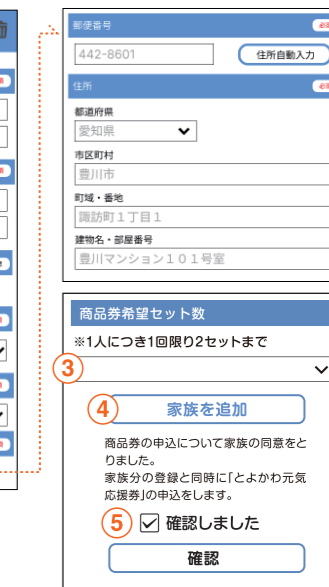 郵便番号
442-8601
住所自動入力
住所
都道府県
愛知県
市区町村
豊川市
町域・番地
諏訪町1丁目1
建物名・部屋番号
豊川マンション101号室
商品券希望セット数
※1人につき1回限り2セットまで
③
④ 家族を追加
商品券の申込について家族の同意をと
りました。
家族分の登録と同時に「とよかわ元気
応援券」の申込をします。
⑤ 確認しました
確認